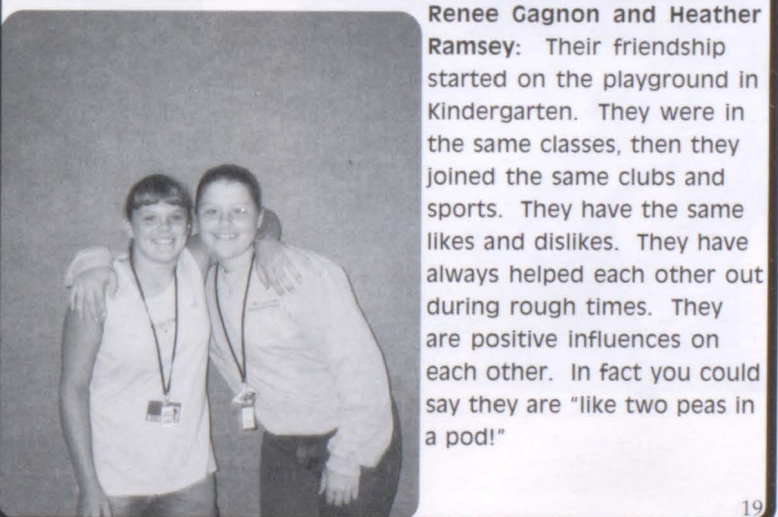 Renee Gagnon and Heather
Ramsey: Their friendship
started on the playground in
Kindergarten. They were in
the same classes, then they
joined the same clubs and
sports. They have the same
likes and dislikes. They have
always helped each other out
during rough times. They
are positive influences on
each other. In fact you could
say they are "like two peas in
a pod!"
19